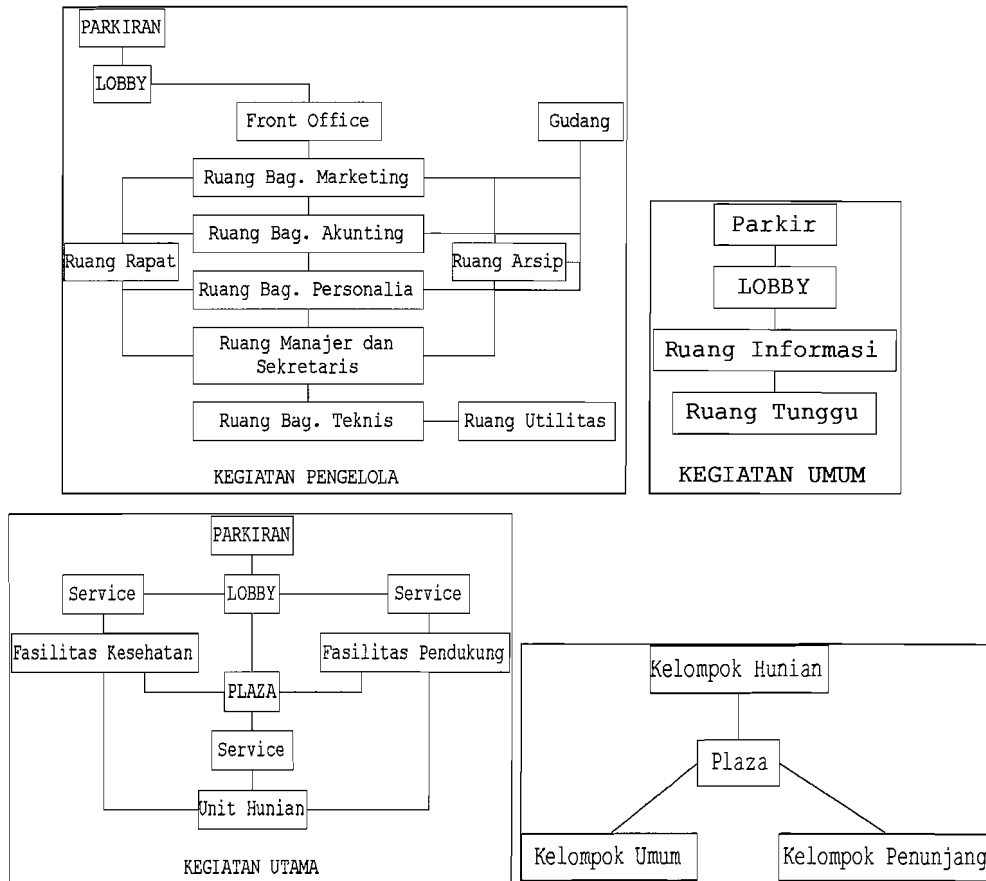 PARKIRAN
LOBBY
Front Office
Gudang
Ruang Bag. Marketing
Ruang Bag. Akunting
Ruang Rapat
Ruang Arsip
Ruang Bag. Personalia
Ruang Manajer dan
Sekretaris
Ruang Bag. Teknis
Ruang Utilitas
KEGIATAN PENGELOLA
Parkir
LOBBY
Ruang Informasi
Ruang Tunggu
KEGIATAN UMUM
PARKIRAN
Service
LOBBY
Service
Fasilitas Kesehatan
Fasilitas Pendukung
PLAZA
Service
Unit Hunian
KEGIATAN UTAMA
Kelompok Hunian
Plaza
Kelompok Umum
Kelompok Penunjang